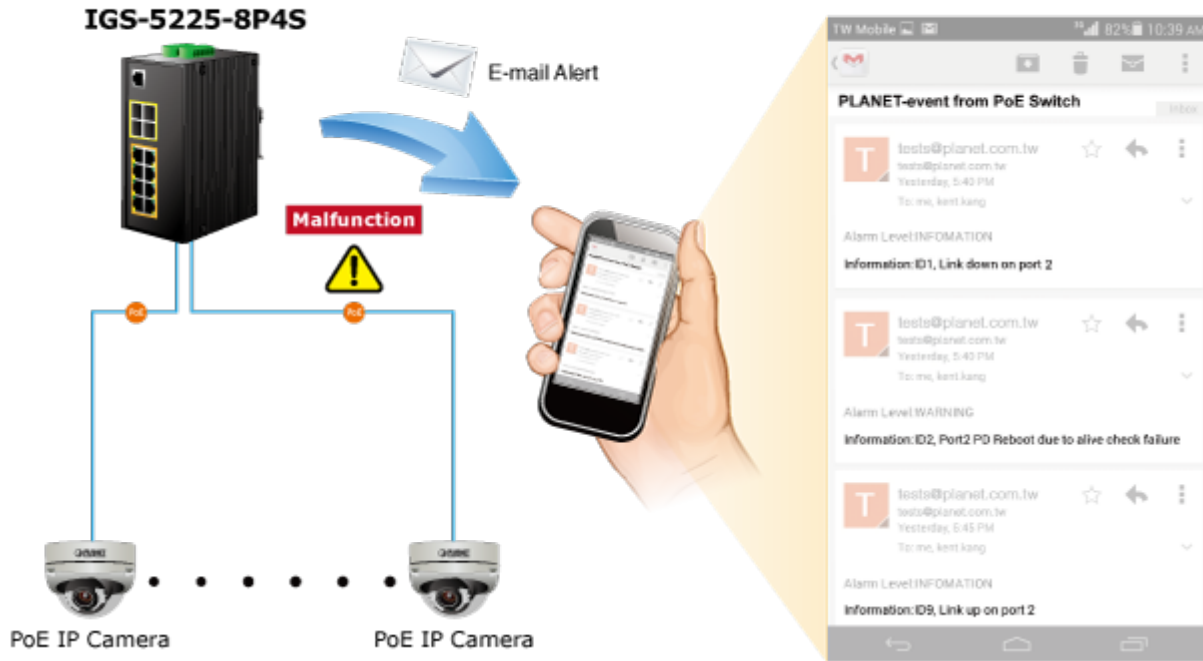 IGS-5225-8P4S
E-mail Alert
Malfunction
PoE
PoE
PLANET
PLANET
PoE IP Camera
PoE IP Camera
TW Mobile
3G
82%
10:39 AM
PLANET-event from PoE Switch
Inbox
T
tests@planet.com.tw
tests@planet.com.tw
Yesterday, 5:40 PM
To: me, kent.kang
Alarm Level:INFOMATION
Information:ID1, Link down on port 2
T
tests@planet.com.tw
tests@planet.com.tw
Yesterday, 5:40 PM
To: me, kent.kang
Alarm Level:WARNING
Information:ID2, Port2 PD Reboot due to alive check failure
T
tests@planet.com.tw
tests@planet.com.tw
Yesterday, 5:45 PM
To: me, kent.kang
Alarm Level:INFOMATION
Information:ID9, Link up on port 2